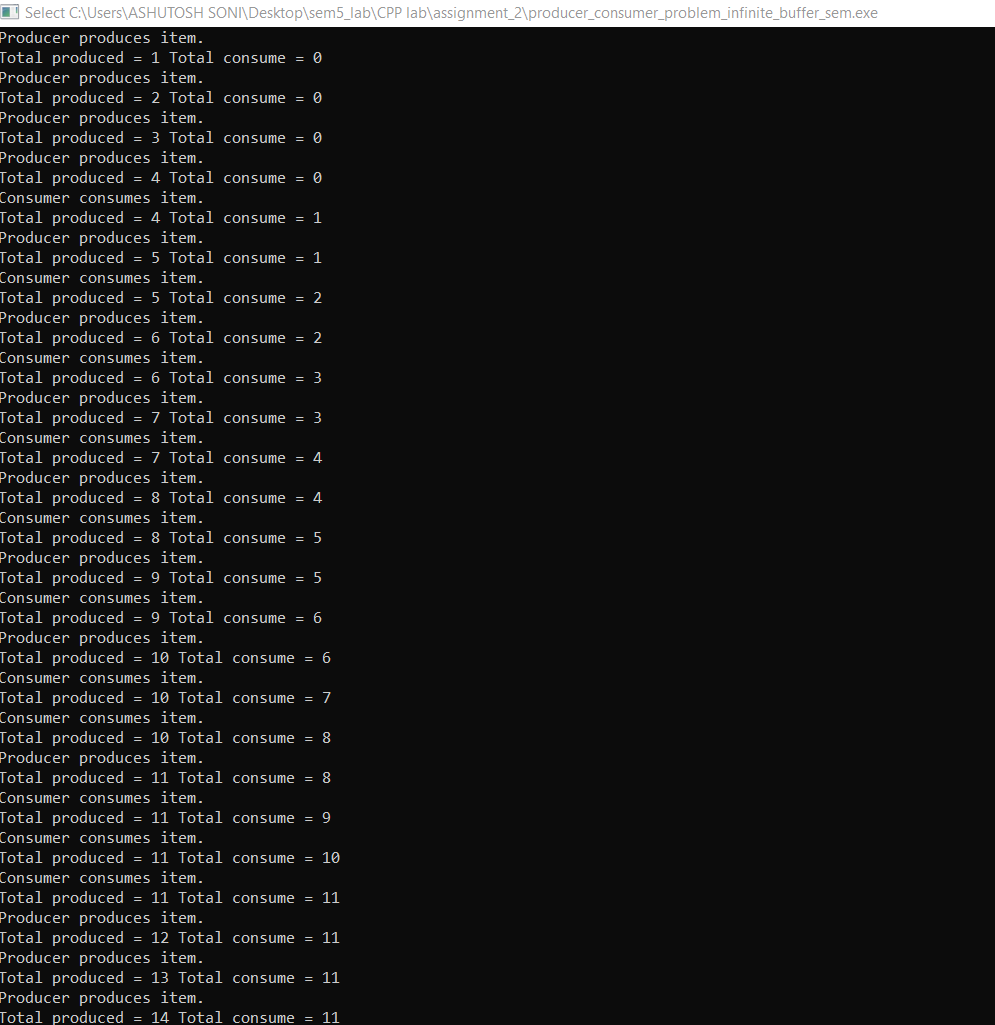 Select C:\Users\ASHUTOSH SONI\Desktop\sem5_lab\CPP lab\assignment_2\producer_consumer_problem_infinite_buffer_sem.exe
Producer produces item.
Total produced = 1 Total consume = 0
Producer produces item.
Total produced = 2 Total consume = 0
Producer produces item.
Total produced = 3 Total consume = 0
Producer produces item.
Total produced = 4 Total consume = 0
Consumer consumes item.
Total produced = 4 Total consume = 1
Producer produces item.
Total produced = 5 Total consume = 1
Consumer consumes item.
Total produced = 5 Total consume = 2
Producer produces item.
Total produced = 6 Total consume = 2
Consumer consumes item.
Total produced = 6 Total consume = 3
Producer produces item.
Total produced = 7 Total consume = 3
Consumer consumes item.
Total produced = 7 Total consume = 4
Producer produces item.
Total produced = 8 Total consume = 4
Consumer consumes item.
Total produced = 8 Total consume = 5
Producer produces item.
Total produced = 9 Total consume = 5
Consumer consumes item.
Total produced = 9 Total consume = 6
Producer produces item.
Total produced = 10 Total consume = 6
Consumer consumes item.
Total produced = 10 Total consume = 7
Consumer consumes item.
Total produced = 10 Total consume = 8
Producer produces item.
Total produced = 11 Total consume = 8
Consumer consumes item.
Total produced = 11 Total consume = 9
Consumer consumes item.
Total produced = 11 Total consume = 10
Consumer consumes item.
Total produced = 11 Total consume = 11
Producer produces item.
Total produced = 12 Total consume = 11
Producer produces item.
Total produced = 13 Total consume = 11
Producer produces item.
Total produced = 14 Total consume = 11